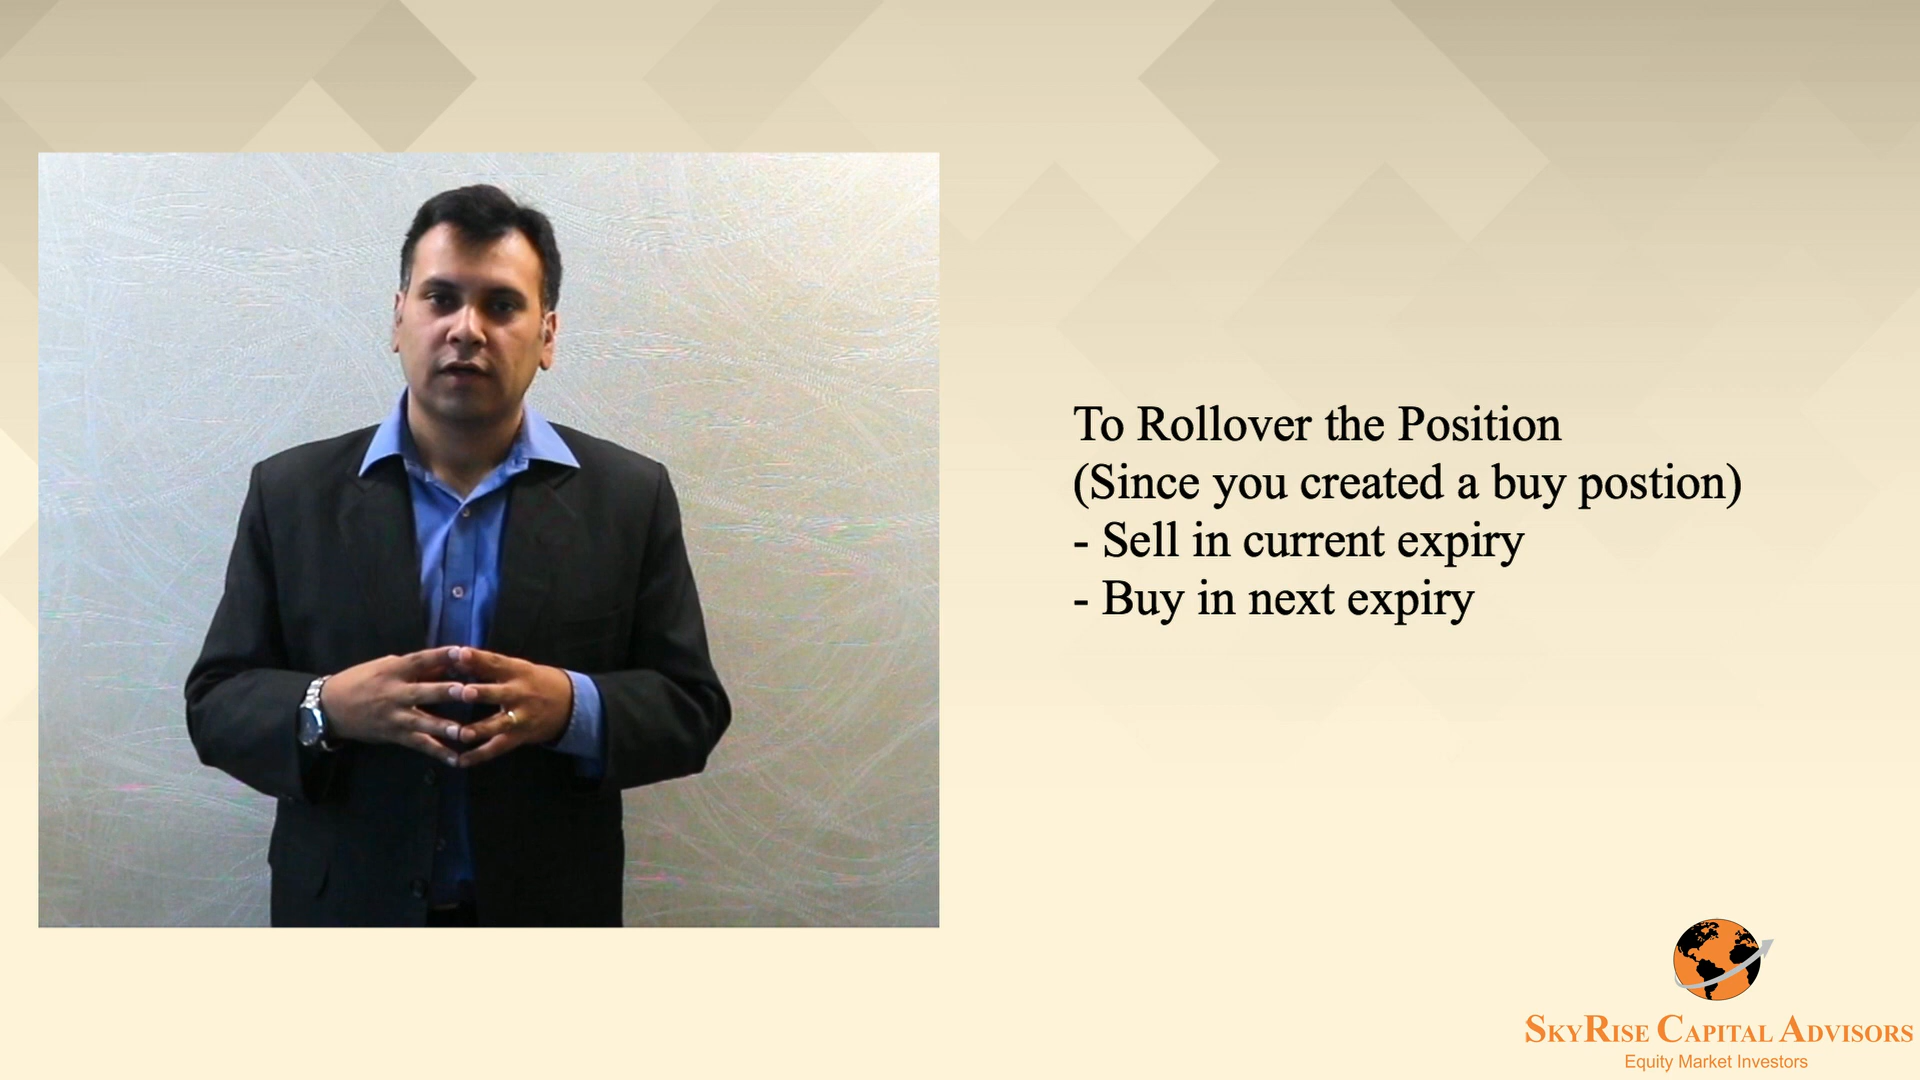 To Rollover the Position
(Since you created a buy postion)
- Sell in current expiry
- Buy in next expiry
SkyRise Capital Advisors
Equity Market Investors